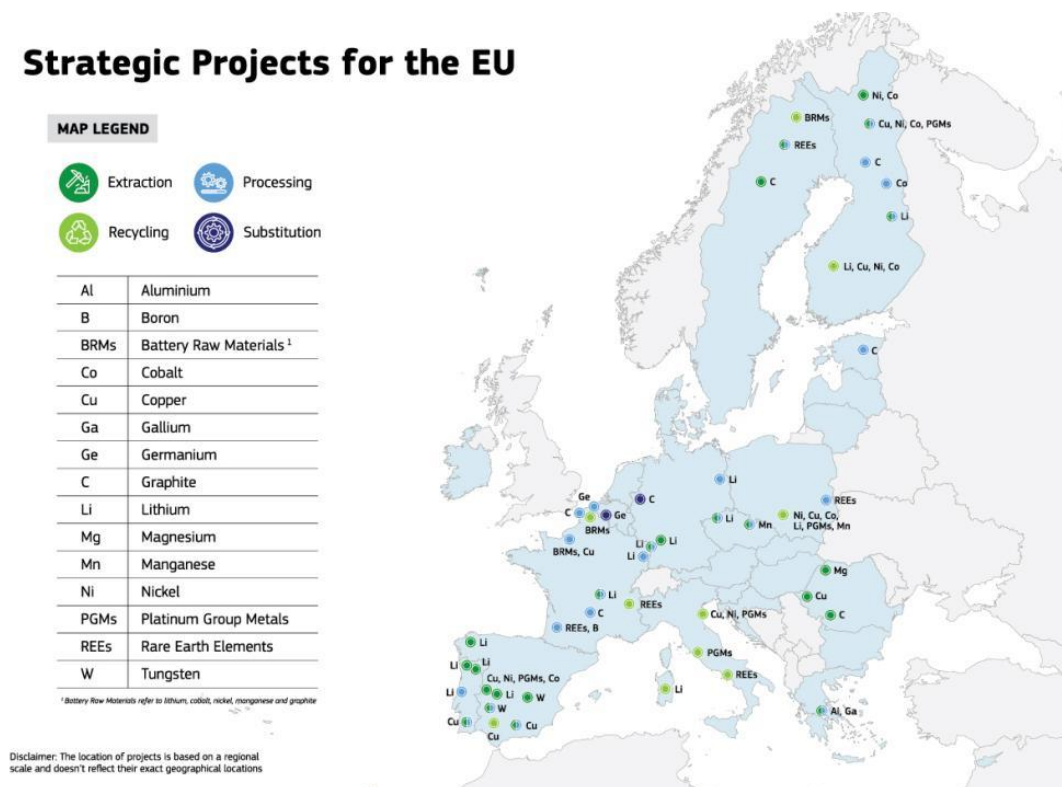 Strategic Projects for the EU
MAP LEGEND
Extraction
Processing
Recycling
Substitution
Al Aluminium
B Boron
BRMs Battery Raw Materials ¹
Co Cobalt
Cu Copper
Ga Gallium
Ge Germanium
C Graphite
Li Lithium
Mg Magnesium
Mn Manganese
Ni Nickel
PGMs Platinum Group Metals
REEs Rare Earth Elements
W Tungsten
¹ Battery Raw Materials refer to lithium, cobalt, nickel, manganese and graphite
Disclaimer: The location of projects is based on a regional
scale and doesn't reflect their exact geographical locations
Ni, Co
BRMs
Cu, Ni, Co, PGMs
REEs
C
C
Co
Li
Li, Cu, Ni, Co
C
Li
Ge
C
REEs
C
Ge
BRMs
Li
Mn
Ni, Cu, Co,
Li, PGMs, Mn
BRMs, Cu
Li
Li
Li
Mg
Li
REEs
Cu
C
Cu, Ni, PGMs
C
REEs, B
Li
PGMs
Li
Li
Cu, Ni, PGMs, Co
REEs
Li
Li
W
Li
W
Cu
Cu
Cu
Al, Ga